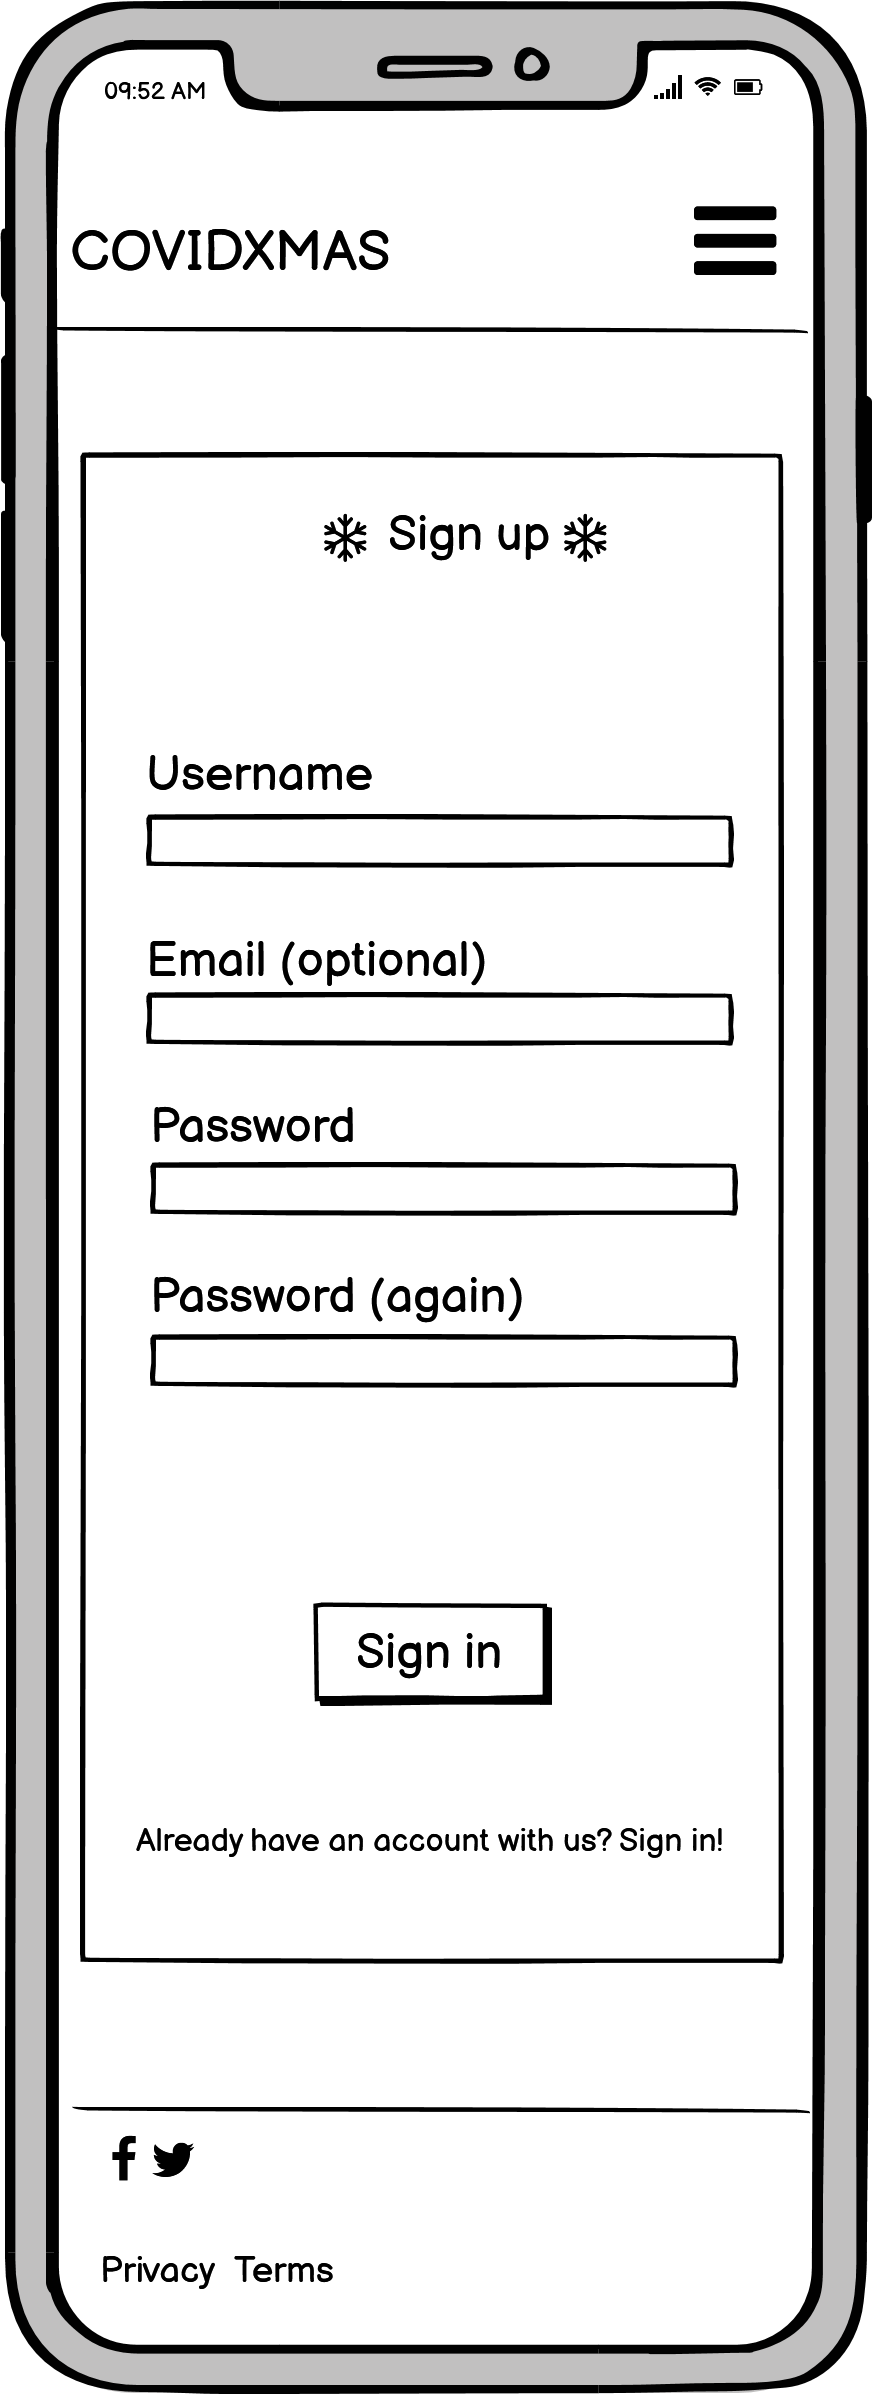 09:52 AM
COVIDXMAS
Sign up
Username
Email (optional)
Password
Password (again)
Sign in
Already have an account with us? Sign in!
Privacy Terms